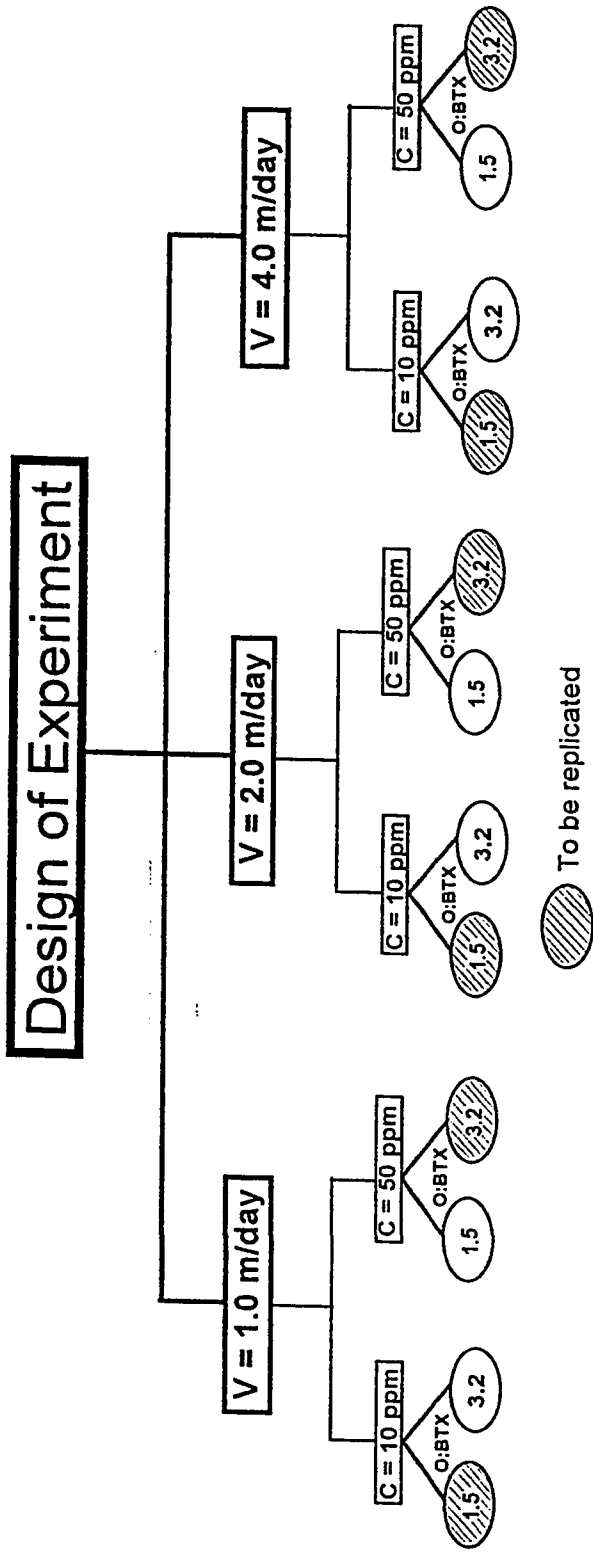 Design of Experiment
V = 1.0 m/day
V = 2.0 m/day
V = 4.0 m/day
C = 10 ppm
C = 50 ppm
C = 10 ppm
C = 50 ppm
C = 10 ppm
C = 50 ppm
O:BTX
O:BTX
O:BTX
O:BTX
O:BTX
O:BTX
1.5
3.2
1.5
3.2
1.5
3.2
1.5
3.2
1.5
3.2
1.5
3.2
To be replicated